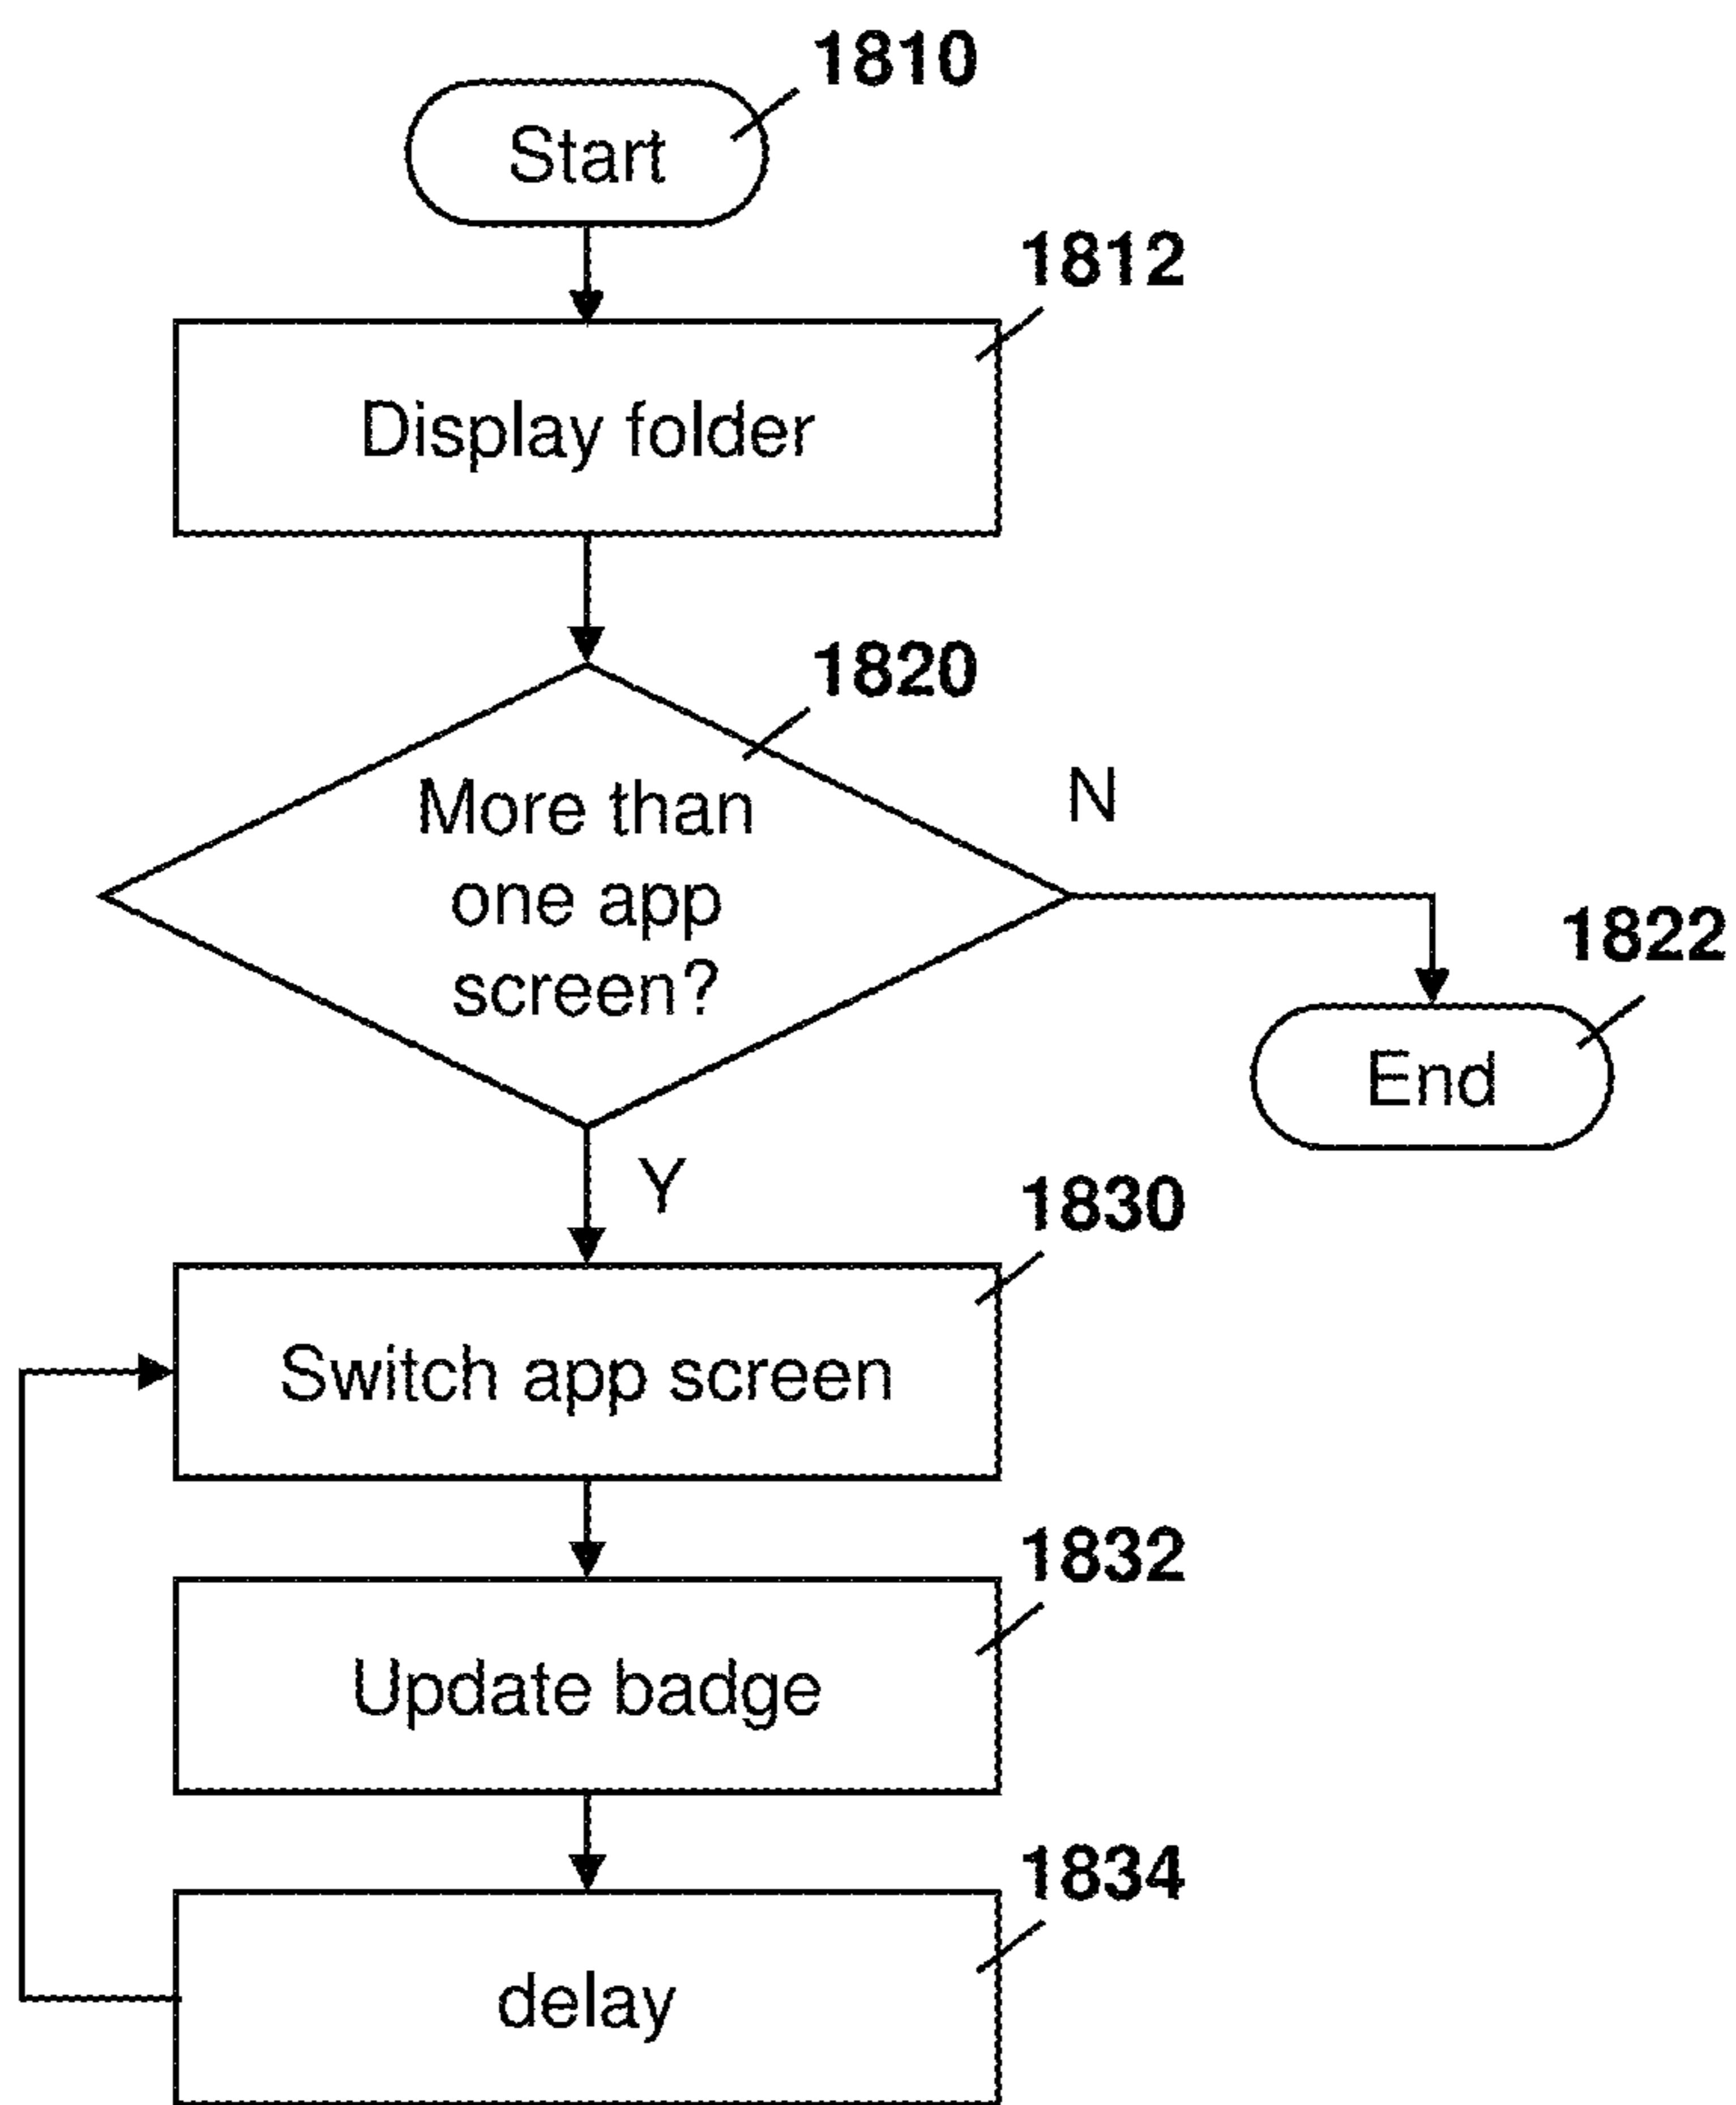 1810
Start
1812
Display folder
1820
More than
one app
screen?
N
1822
End
Y
1830
Switch app screen
1832
Update badge
1834
delay